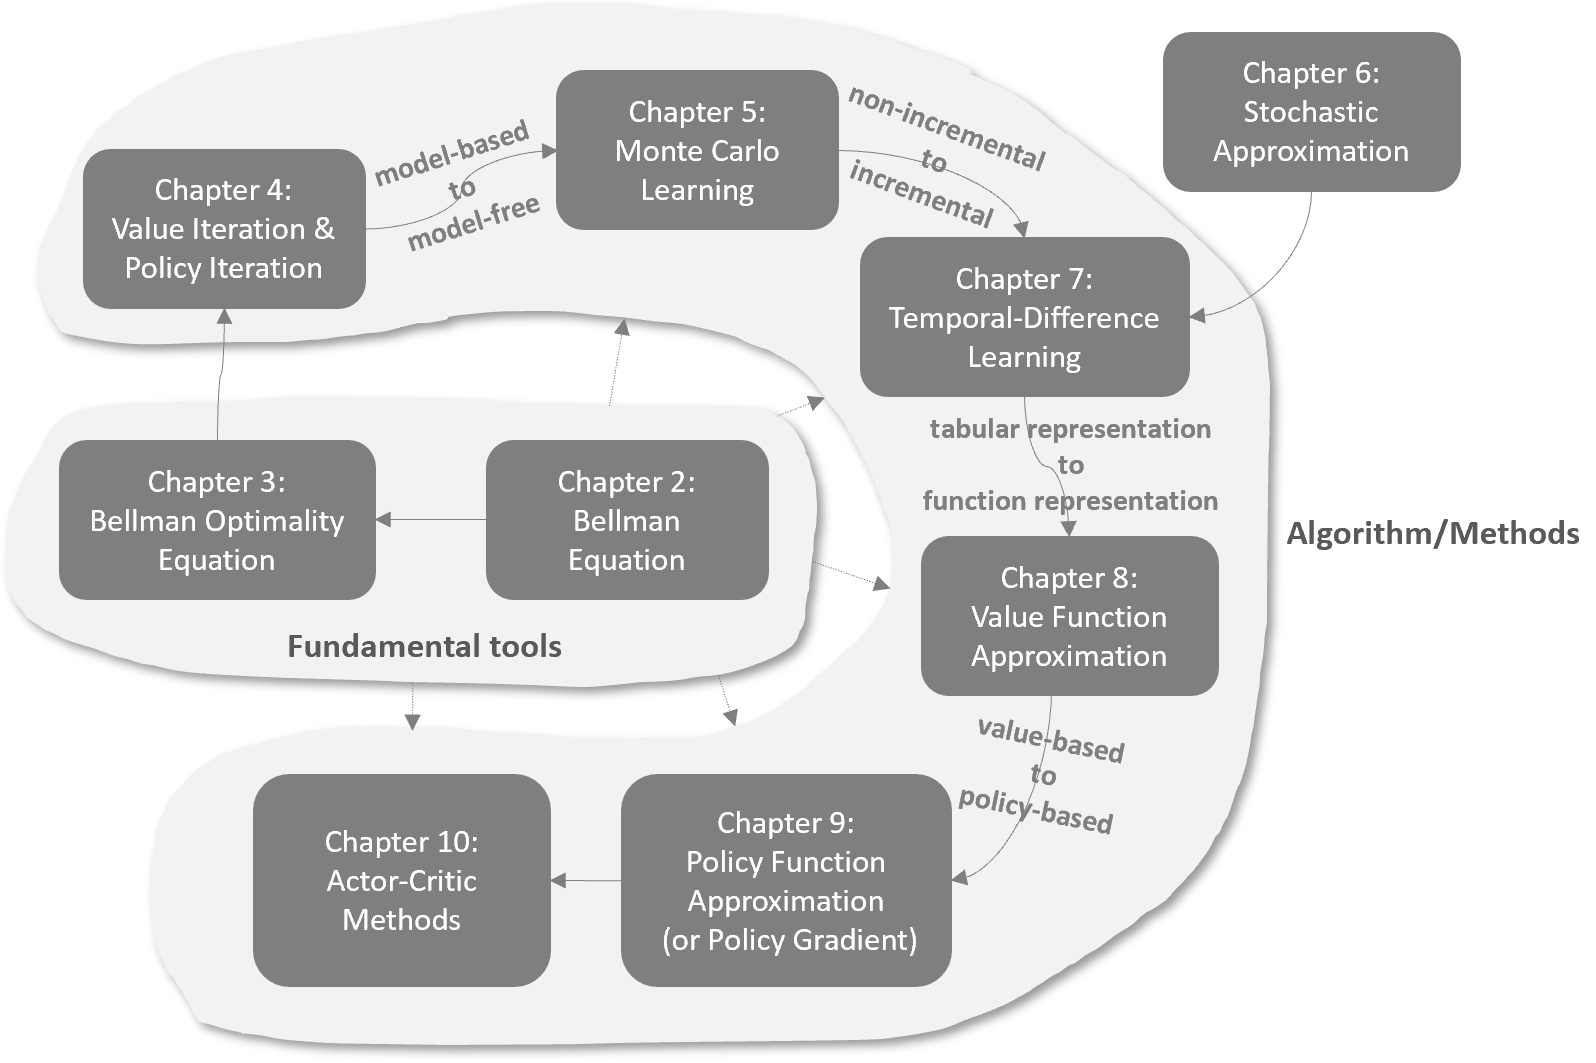 Chapter 4:
Value Iteration &
Policy Iteration
model-based
to
model-free
Chapter 5:
Monte Carlo
Learning
non-incremental
to
incremental
Chapter 6:
Stochastic
Approximation
Chapter 7:
Temporal-Difference
Learning
tabular representation
to
function representation
Chapter 3:
Bellman Optimality
Equation
Chapter 2:
Bellman
Equation
Fundamental tools
Algorithm/Methods
Chapter 8:
Value Function
Approximation
value-based
to
policy-based
Chapter 9:
Policy Function
Approximation
(or Policy Gradient)
Chapter 10:
Actor-Critic
Methods